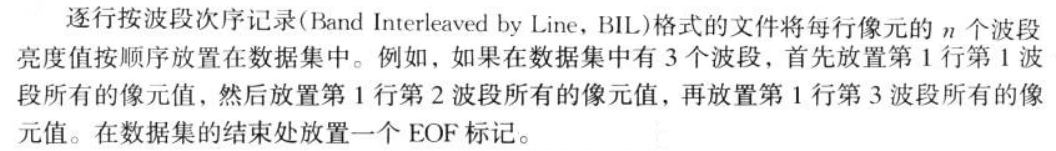 逐行按波段次序记录(Band Interleaved by Line, BIL)格式的文件将每行像元的 n 个波段
亮度值按顺序放置在数据集中。例如，如果在数据集中有 3 个波段，首先放置第 1 行第 1 波
段所有的像元值，然后放置第 1 行第 2 波段所有的像元值，再放置第 1 行第 3 波段所有的像
元值。在数据集的结束处放置一个 EOF 标记。